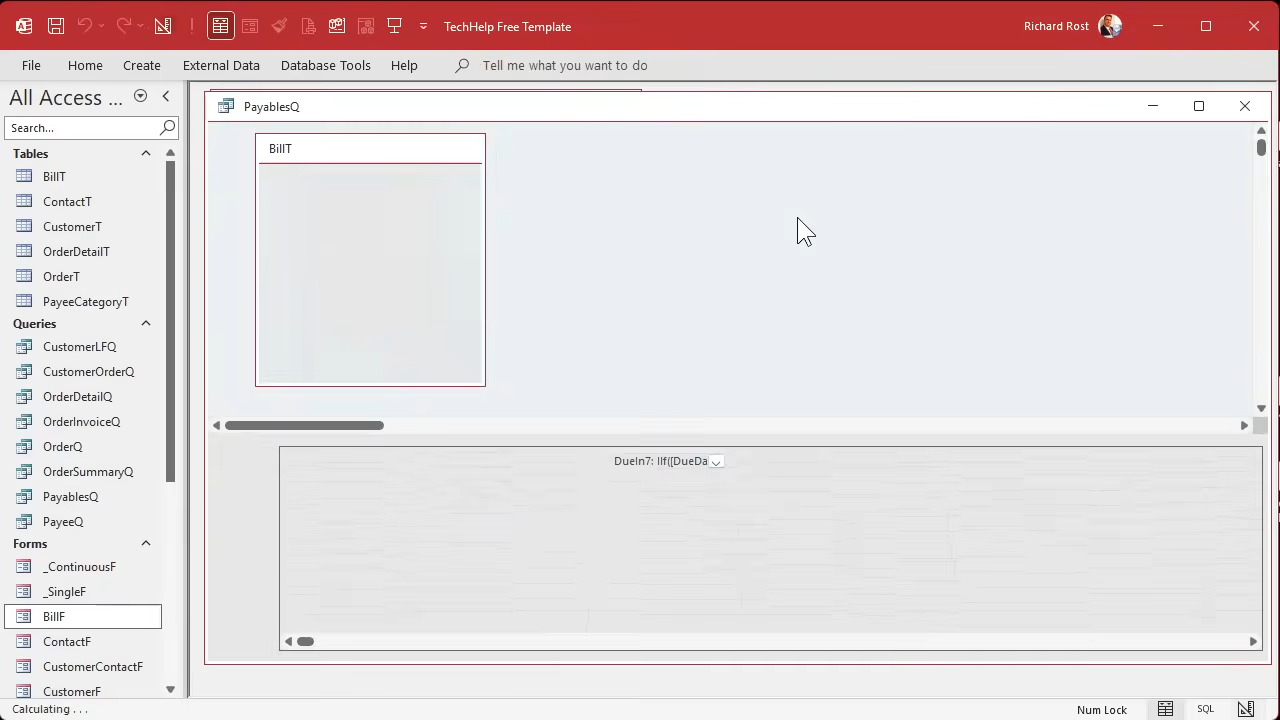 TechHelp Free Template
Richard Rost
File
Home
Create
External Data
Database Tools
Help
Tell me what you want to do
All Access ...
Search...
Tables
BillT
ContactT
CustomerT
OrderDetailT
OrderT
PayeeCategoryT
Queries
CustomerLFQ
CustomerOrderQ
OrderDetailQ
OrderInvoiceQ
OrderQ
OrderSummaryQ
PayablesQ
PayeeQ
Forms
_ContinuousF
_SingleF
BillF
ContactF
CustomerContactF
CustomerF
PayablesQ
BillT
DueIn7: IIf([DueDa
Calculating . . .
Num Lock
SQL